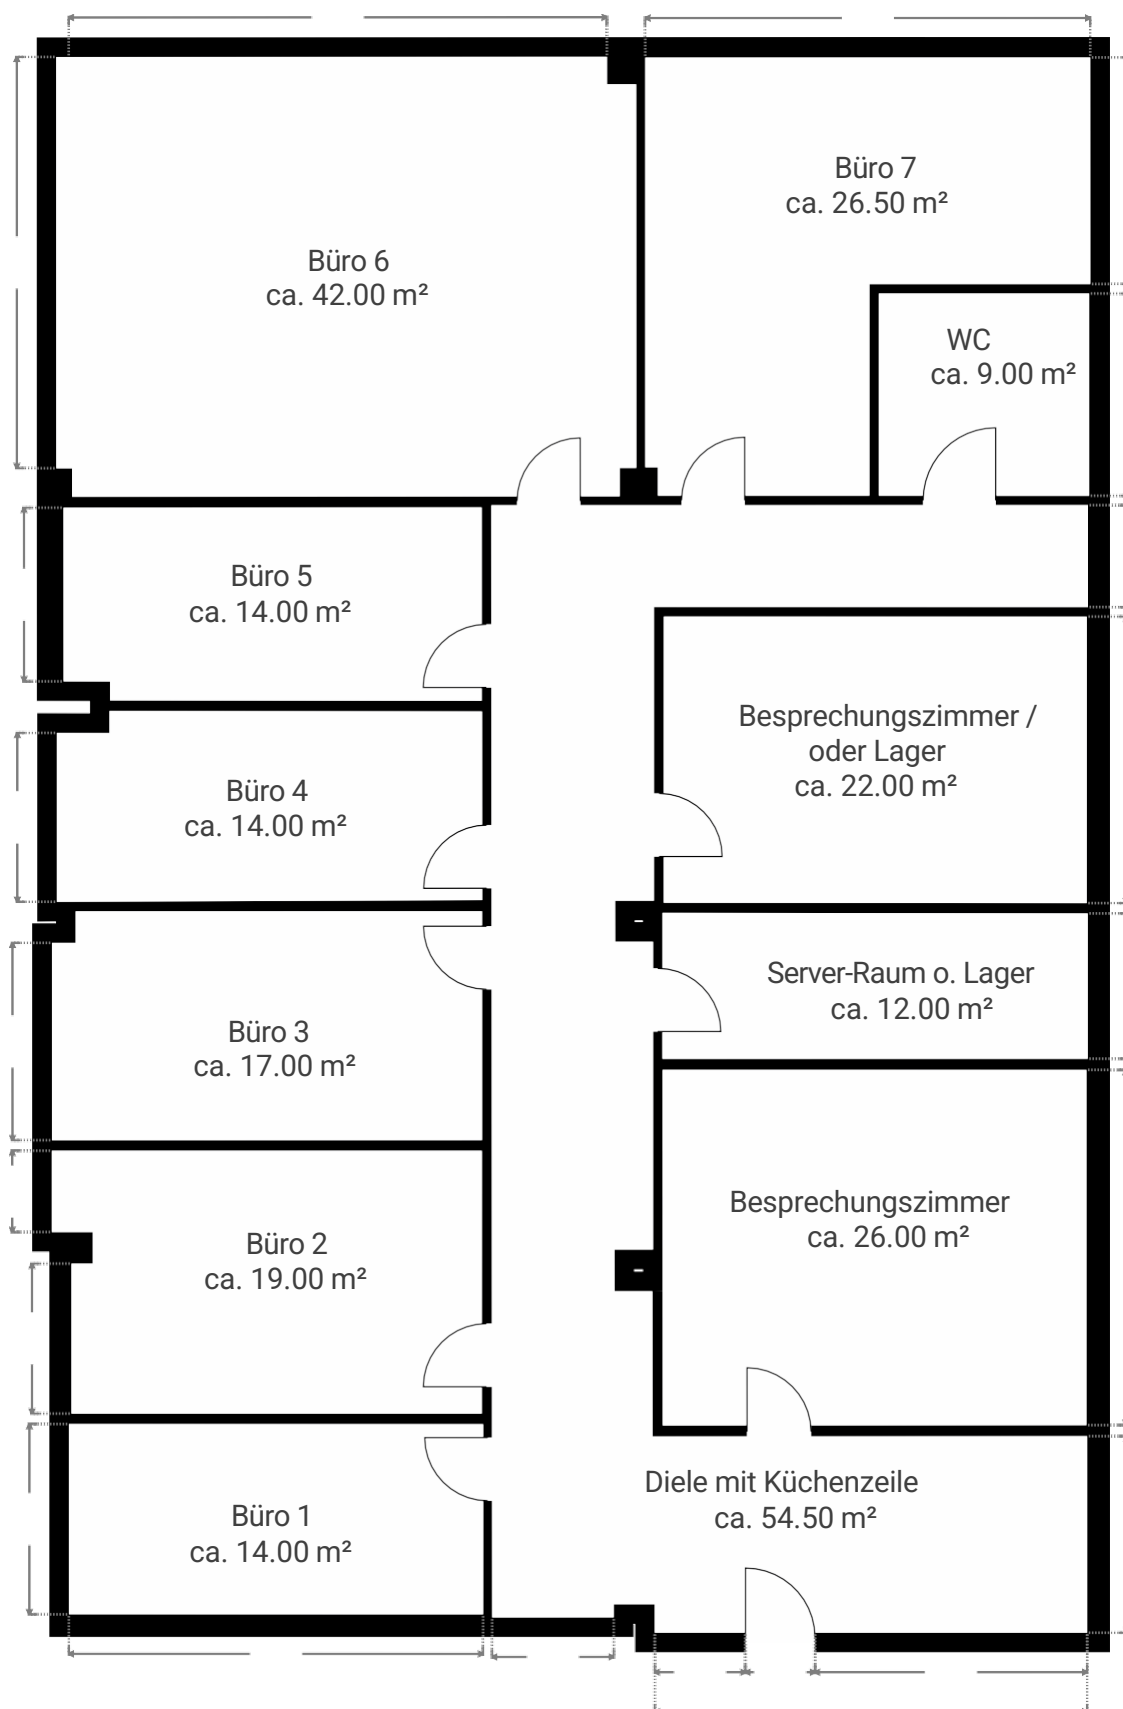 Büro 7
ca. 26.50 m²
Büro 6
ca. 42.00 m²
WC
ca. 9.00 m²
Büro 5
ca. 14.00 m²
Besprechungszimmer /
oder Lager
ca. 22.00 m²
Büro 4
ca. 14.00 m²
Server-Raum o. Lager
ca. 12.00 m²
Büro 3
ca. 17.00 m²
Besprechungszimmer
ca. 26.00 m²
Büro 2
ca. 19.00 m²
Diele mit Küchenzeile
ca. 54.50 m²
Büro 1
ca. 14.00 m²